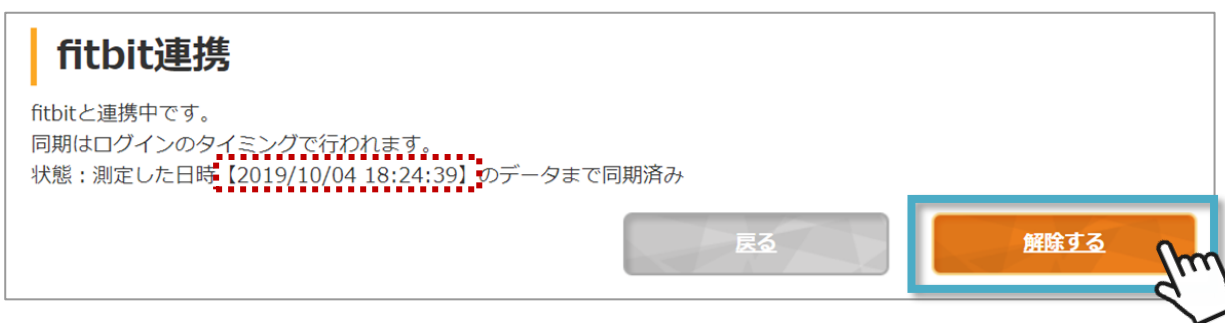 fitbit連携
fitbitと連携中です。
同期はログインのタイミングで行われます。
状態：測定した日時【2019/10/04 18:24:39】のデータまで同期済み
戻る
解除する